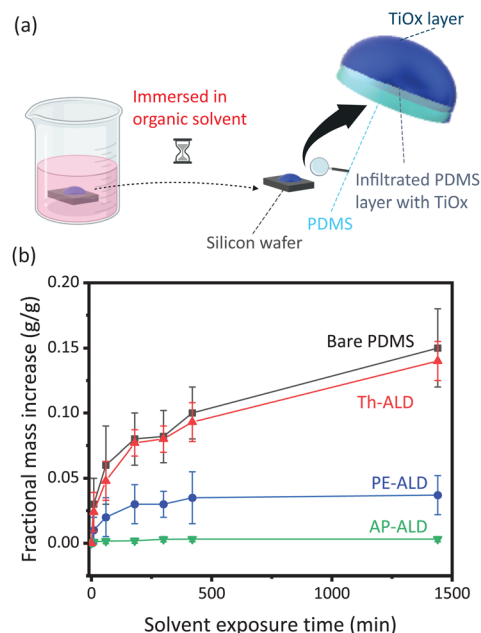 (a)
TiOx layer
Immersed in
organic solvent
Infiltrated PDMS
layer with TiOx
PDMS
Silicon wafer
(b)
Fractional mass increase (g/g)
0.20
0.15
0.10
0.05
0.00
Bare PDMS
Th-ALD
PE-ALD
AP-ALD
0
500
1000
1500
Solvent exposure time (min)